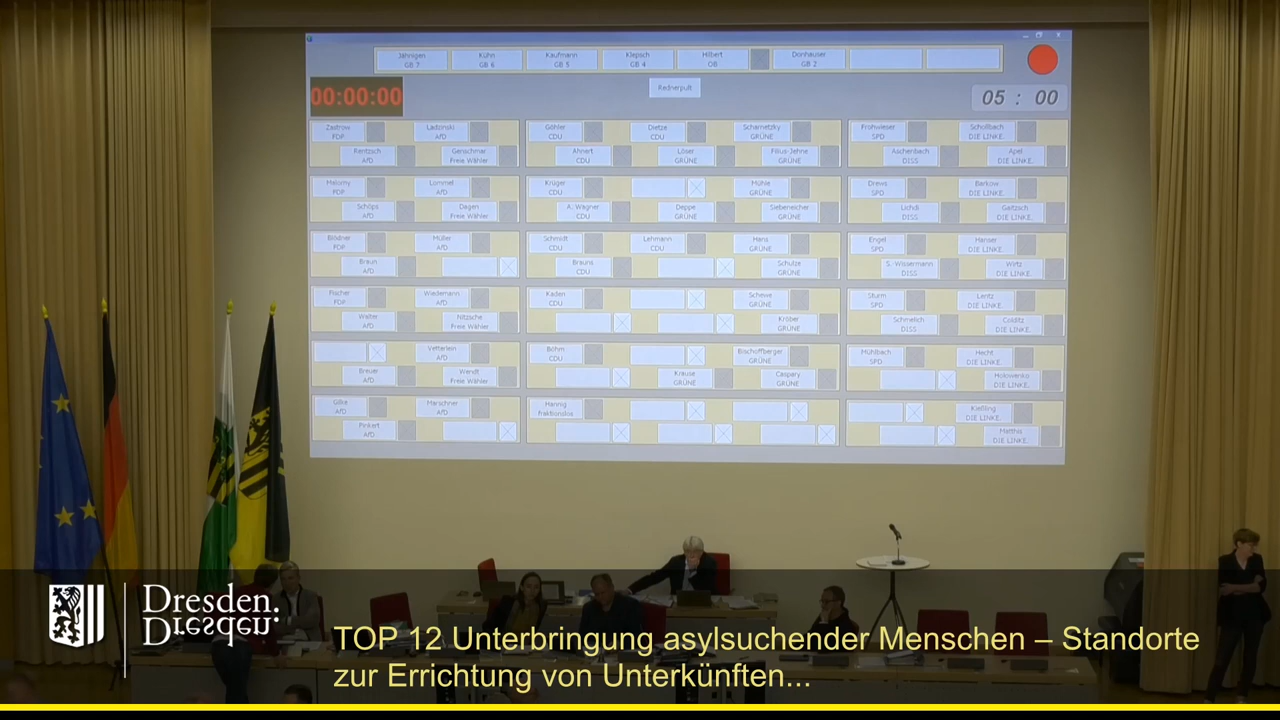 Jähnigen Kühn Kaufmann Klepsch Hilbert Donhauser
GB 7 GB 6 GB 5 GB 4 OB GB 2
Rednerpult
00:00:00
05 : 00
Zastrow Ladzinski Göhler Dietze Scharnetzky Frohwieser Schollbach
FDP AfD CDU CDU GRÜNE SPD DIE LINKE.
Rentzsch Genschmar Ahnert Löser Filius-Jehne Aschenbach Apel
AfD Freie Wähler CDU GRÜNE GRÜNE DISS DIE LINKE.
Malorny Lommel Krüger Mühle Drews Barkow
FDP AfD CDU GRÜNE SPD DIE LINKE.
Schöps Dagen A. Wagner Deppe Siebeneicher Lichdi Gaitzsch
AfD Freie Wähler CDU GRÜNE GRÜNE DISS DIE LINKE.
Blödner Müller Schmidt Lehmann Hans Engel Hanser
FDP AfD CDU CDU GRÜNE SPD DIE LINKE.
Braun Brauns Schulze S. Wissermann Wirtz
AfD CDU GRÜNE DISS DIE LINKE.
Fischer Wiedemann Kaden Schewe Sturm Lentz
FDP AfD CDU GRÜNE SPD DIE LINKE.
Walter Nitzsche Kröber Schmelich Colditz
AfD Freie Wähler GRÜNE DISS DIE LINKE.
Vetterlein Böhm Bischoffberger Mühlbach Hecht
AfD CDU GRÜNE SPD DIE LINKE.
Breuer Wendt Krause Caspary Holowenko
AfD Freie Wähler GRÜNE GRÜNE DIE LINKE.
Gilke Marschner Hannig Kießling
AfD AfD fraktionslos DIE LINKE.
Pinkert Matthis
AfD DIE LINKE.
Dresden.
Dresden.
TOP 12 Unterbringung asylsuchender Menschen – Standorte
zur Errichtung von Unterkünften...